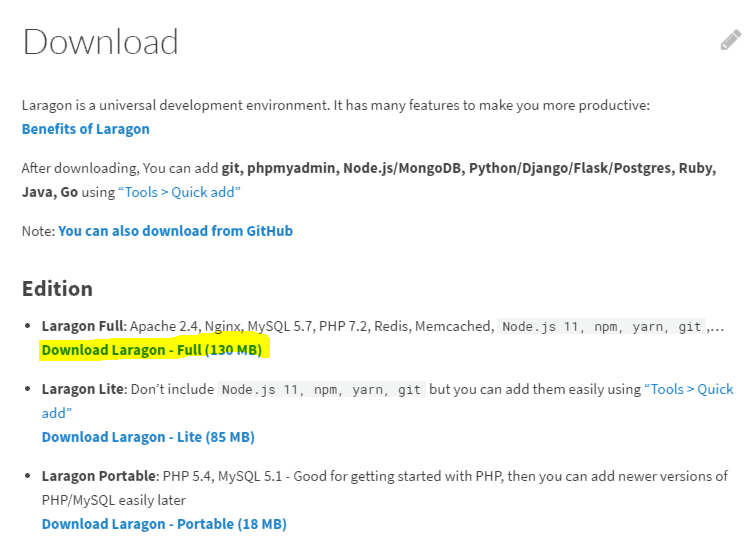 Download
Laragon is a universal development environment. It has many features to make you more productive:
Benefits of Laragon
After downloading, You can add git, phpmyadmin, Node.js/MongoDB, Python/Django/Flask/Postgres, Ruby,
Java, Go using “Tools > Quick add”
Note: You can also download from GitHub
Edition
• Laragon Full: Apache 2.4, Nginx, MySQL 5.7, PHP 7.2, Redis, Memcached, Node.js 11, npm, yarn, git ,…
Download Laragon - Full (130 MB)
• Laragon Lite: Don’t include Node.js 11, npm, yarn, git but you can add them easily using “Tools > Quick
add”
Download Laragon - Lite (85 MB)
• Laragon Portable: PHP 5.4, MySQL 5.1 - Good for getting started with PHP, then you can add newer versions of
PHP/MySQL easily later
Download Laragon - Portable (18 MB)